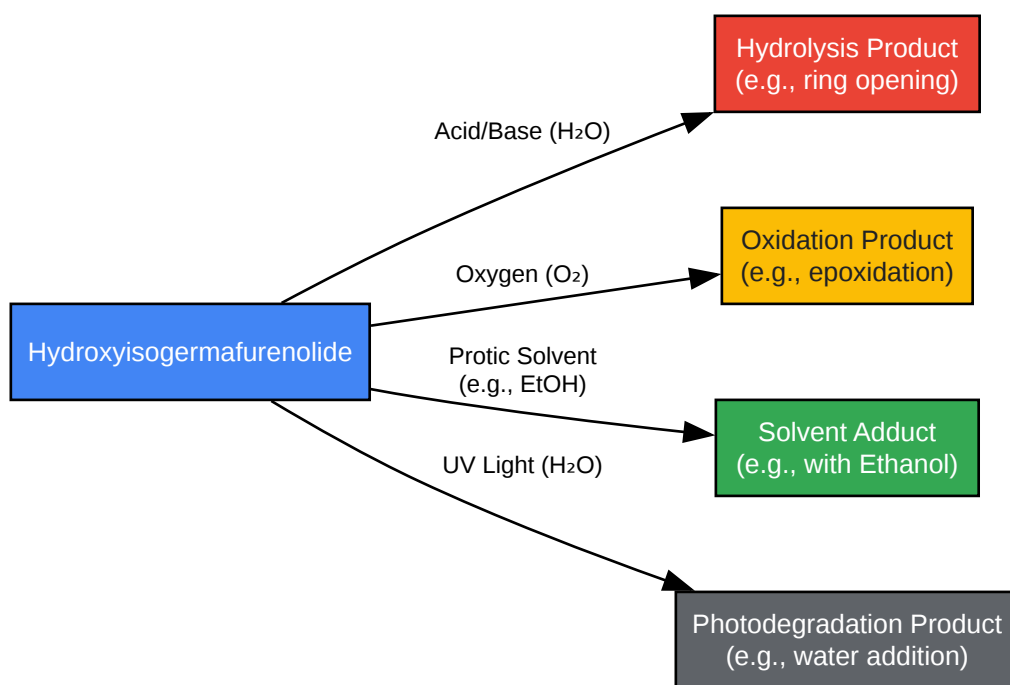 Hydrolysis Product
(e.g., ring opening)
Acid/Base (H₂O)
Oxidation Product
(e.g., epoxidation)
Oxygen (O₂)
Hydroxyisogermafurenolide
Protic Solvent
(e.g., EtOH)
Solvent Adduct
(e.g., with Ethanol)
UV Light (H₂O)
Photodegradation Product
(e.g., water addition)